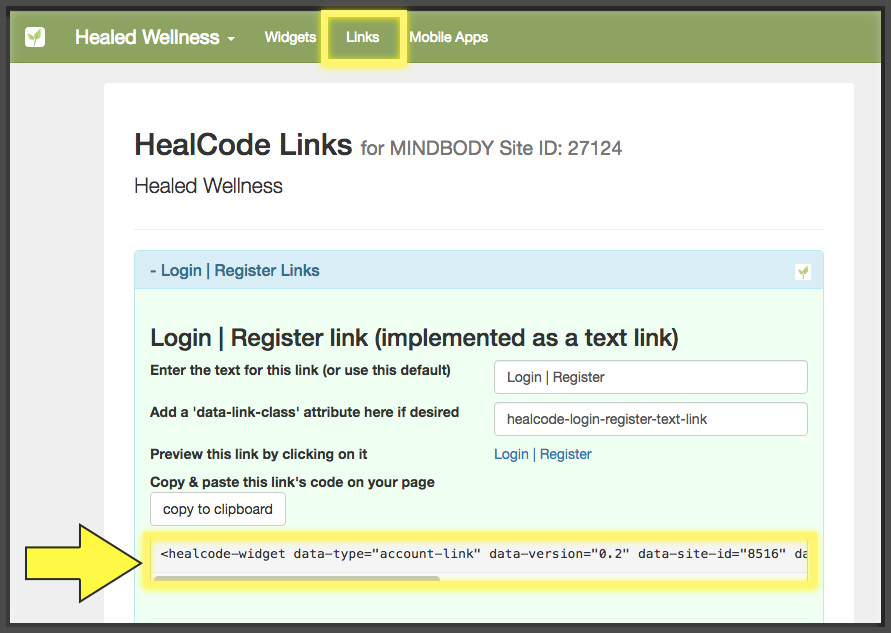 Healed Wellness Widgets Links Mobile Apps
HealCode Links for MINDBODY Site ID: 27124
Healed Wellness
- Login | Register Links
Login | Register link (implemented as a text link)
Enter the text for this link (or use this default) Login | Register
Add a 'data-link-class' attribute here if desired healcode-login-register-text-link
Preview this link by clicking on it Login | Register
Copy & paste this link's code on your page
copy to clipboard
<healcode-widget data-type="account-link" data-version="0.2" data-site-id="8516"